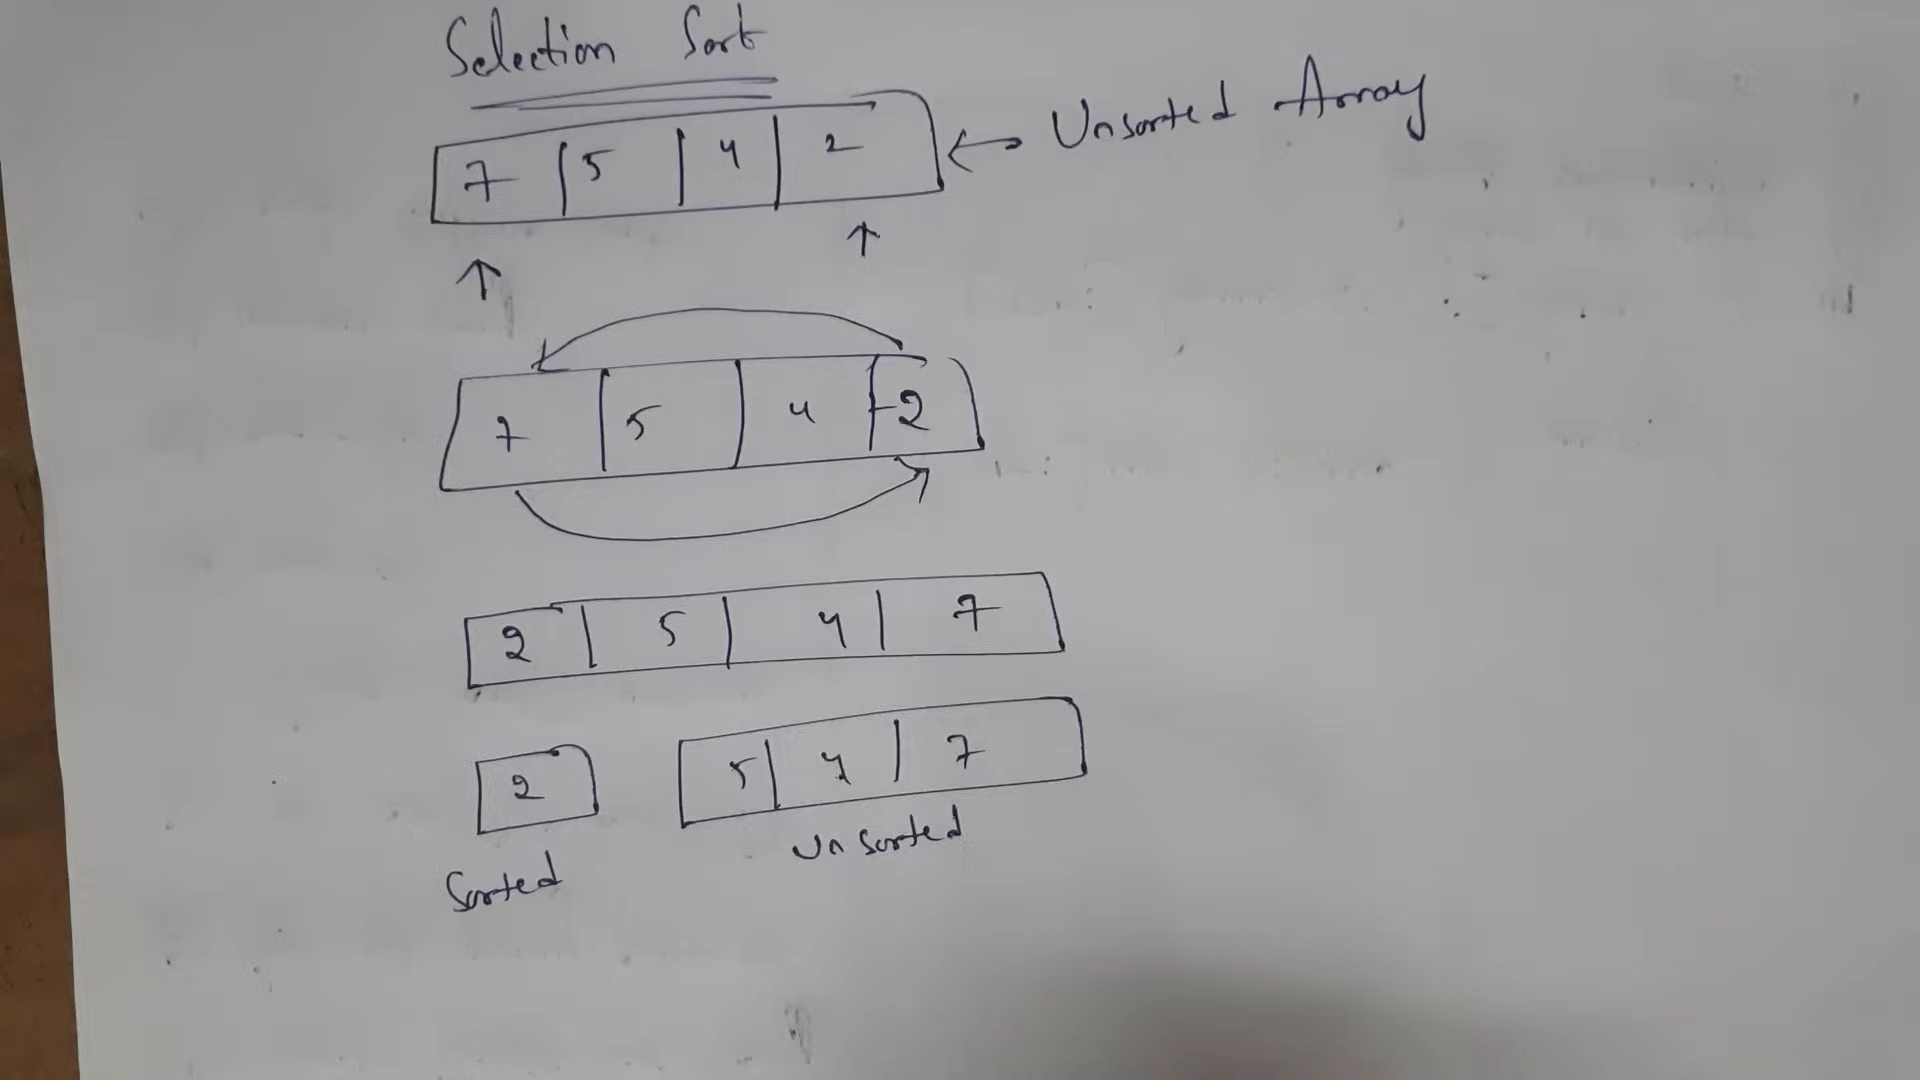 Selection Sort
7 5 4 2 Unsorted Array
7 5 4 2
2 5 4 7
2 5 4 7
Unsorted
Sorted